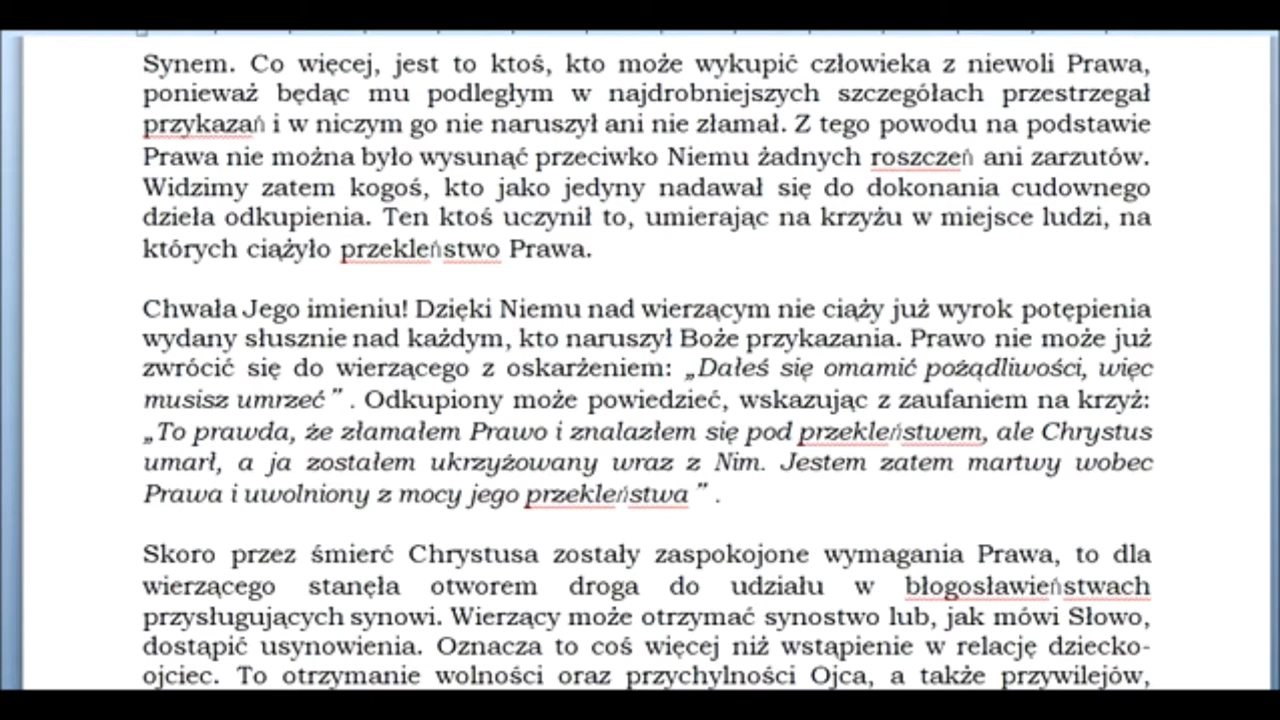 Synem. Co więcej, jest to ktoś, kto może wykupić człowieka z niewoli Prawa,
ponieważ będąc mu podległym w najdrobniejszych szczegółach przestrzegał
przykazań i w niczym go nie naruszył ani nie złamał. Z tego powodu na podstawie
Prawa nie można było wysunąć przeciwko Niemu żadnych roszczeń ani zarzutów.
Widzimy zatem kogoś, kto jako jedyny nadawał się do dokonania cudownego
dzieła odkupienia. Ten ktoś uczynił to, umierając na krzyżu w miejsce ludzi, na
których ciążyło przekleństwo Prawa.
Chwała Jego imieniu! Dzięki Niemu nad wierzącym nie ciąży już wyrok potępienia
wydany słusznie nad każdym, kto naruszył Boże przykazania. Prawo nie może już
zwrócić się do wierzącego z oskarżeniem: „Dałeś się omamić pożądliwości, więc
musisz umrzeć ” . Odkupiony może powiedzieć, wskazując z zaufaniem na krzyż:
„To prawda, że złamałem Prawo i znalazłem się pod przekleństwem, ale Chrystus
umarł, a ja zostałem ukrzyżowany wraz z Nim. Jestem zatem martwy wobec
Prawa i uwolniony z mocy jego przekleństwa ” .
Skoro przez śmierć Chrystusa zostały zaspokojone wymagania Prawa, to dla
wierzącego stanęła otworem droga do udziału w błogosławieństwach
przysługujących synowi. Wierzący może otrzymać synostwo lub, jak mówi Słowo,
dostąpić usynowienia. Oznacza to coś więcej niż wstąpienie w relację dziecko-
ojciec. To otrzymanie wolności oraz przychylności Ojca, a także przywilejów,